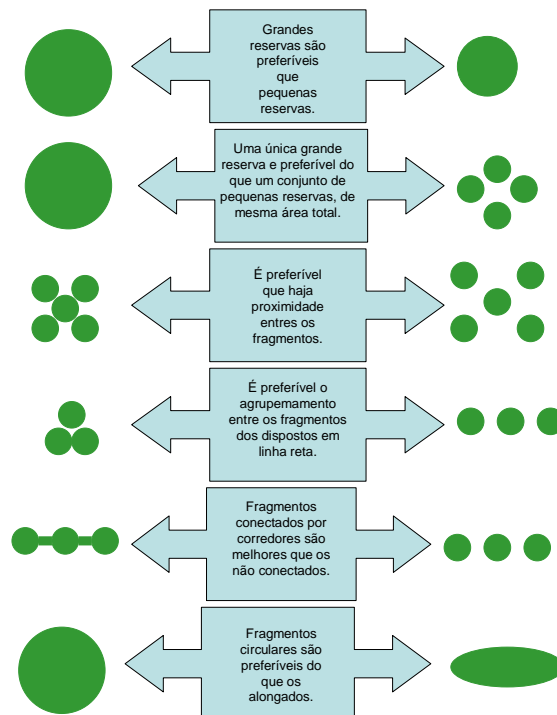 Grandes
reservas são
preferíveis
que
pequenas
reservas.
Uma única grande
reserva e preferível do
que um conjunto de
pequenas reservas, de
mesma área total.
É preferível
que haja
proximidade
entres os
fragmentos.
É preferível o
agrupemamento
entre os fragmentos
dos dispostos em
linha reta.
Fragmentos
conectados por
corredores são
melhores que os
não conectados.
Fragmentos
circulares são
preferíveis do
que os
alongados.